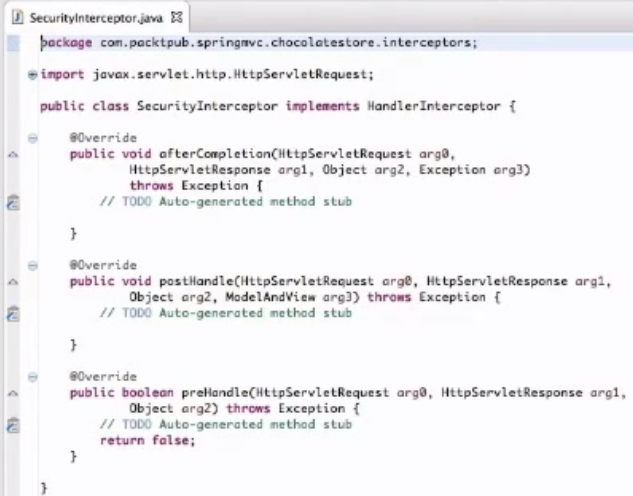 SecurityInterceptor.java
package com.packtpub.springmvc.chocolatestore.interceptors;
import javax.servlet.http.HttpServletRequest;
public class SecurityInterceptor implements HandlerInterceptor {
@Override
public void afterCompletion(HttpServletRequest arg0,
HttpServletResponse arg1, Object arg2, Exception arg3)
throws Exception {
// TODO Auto-generated method stub
}
@Override
public void postHandle(HttpServletRequest arg0, HttpServletResponse arg1,
Object arg2, ModelAndView arg3) throws Exception {
// TODO Auto-generated method stub
}
@Override
public boolean preHandle(HttpServletRequest arg0, HttpServletResponse arg1,
Object arg2) throws Exception {
// TODO Auto-generated method stub
return false;
}
}